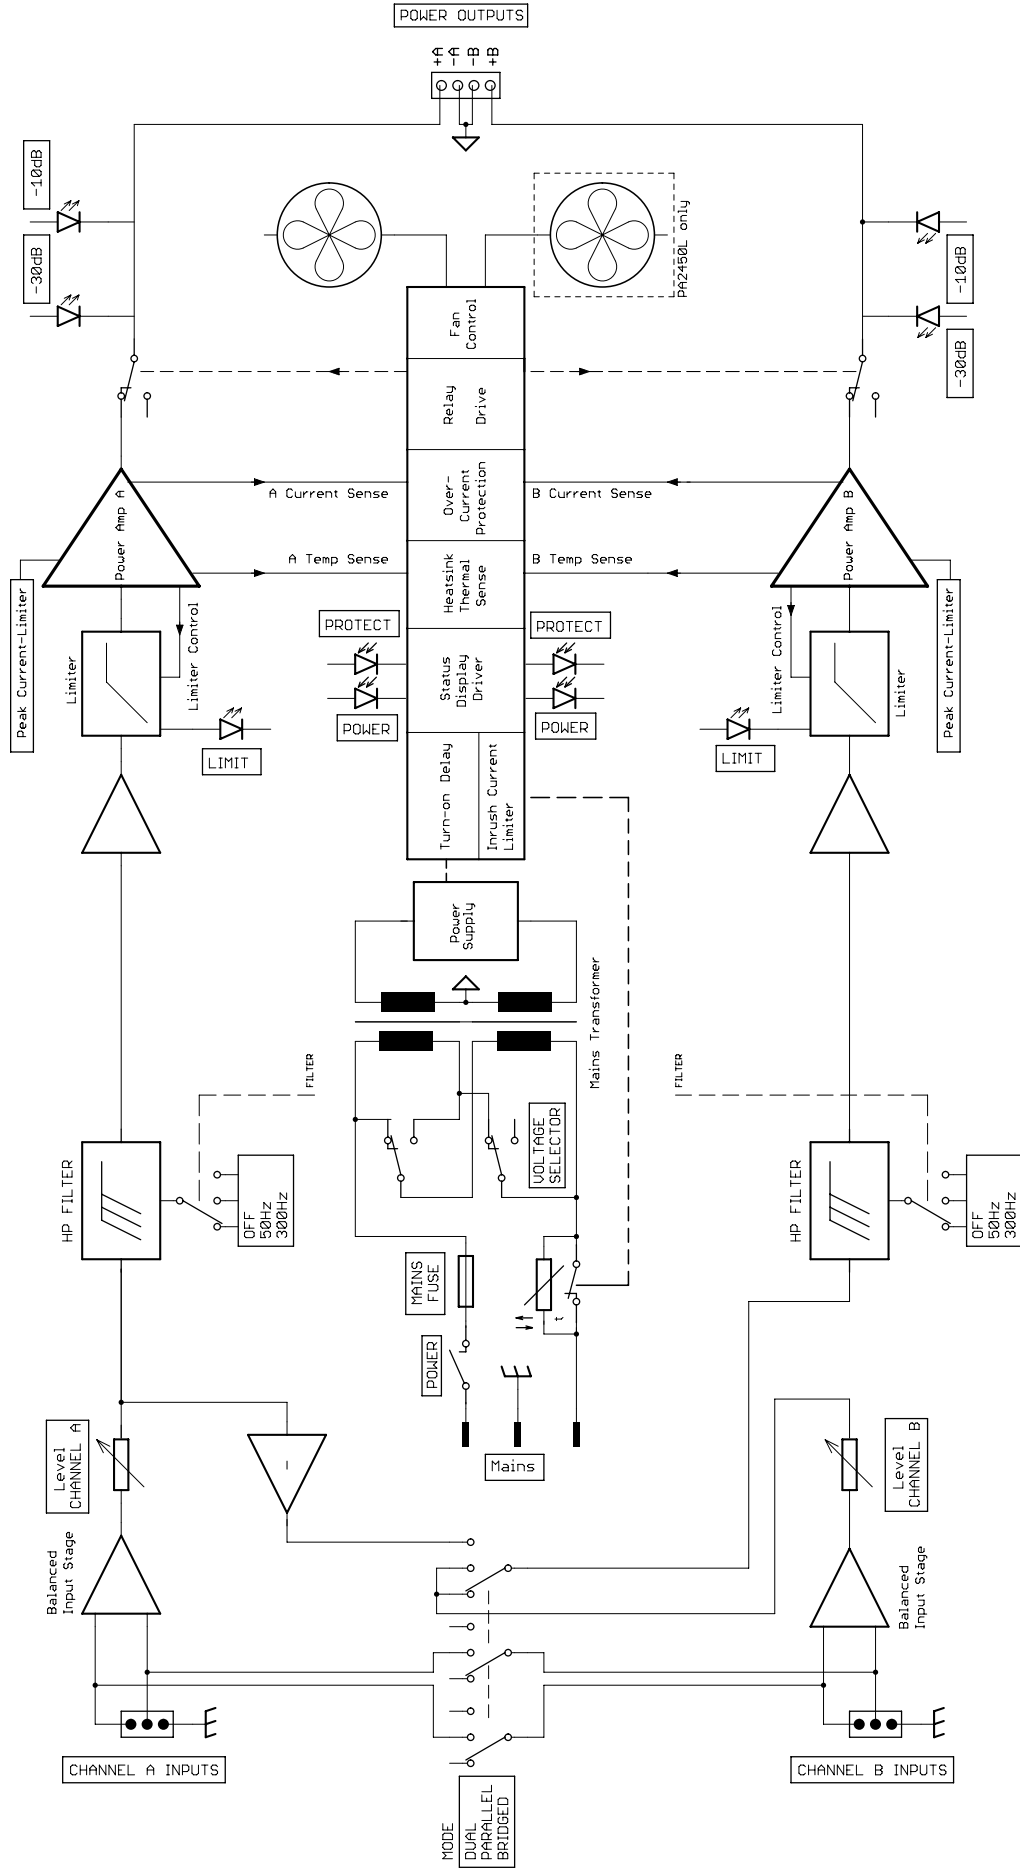 POWER OUTPUTS
+A
-A
-B
+B
-10dB
-30dB
PA2450L only
-10dB
-30dB
Fan
Control
Relay
Drive
Over-
Current
Protection
Heatsink
Thermal
Sense
Status
Display
Driver
Turn-on Delay
Inrush Current
Limiter
A Current Sense
B Current Sense
A Temp Sense
B Temp Sense
Power Amp A
Power Amp B
Peak Current-Limiter
Peak Current-Limiter
Limiter
Limiter Control
Limiter Control
Limiter
PROTECT
PROTECT
POWER
POWER
LIMIT
LIMIT
Power
Supply
Mains Transformer
FILTER
FILTER
VOLTAGE
SELECTOR
HP FILTER
OFF
50Hz
300Hz
HP FILTER
OFF
50Hz
300Hz
MAINS
FUSE
t
POWER
Mains
Level
CHANNEL A
Level
CHANNEL B
Balanced
Input Stage
Balanced
Input Stage
CHANNEL A INPUTS
CHANNEL B INPUTS
MODE
DUAL
PARALLEL
BRIDGED